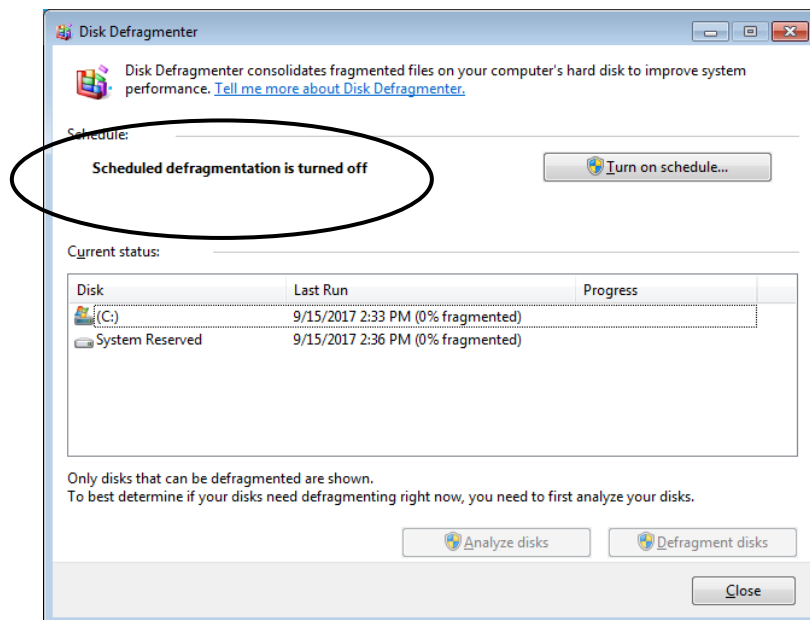 Disk Defragmenter
Disk Defragmenter consolidates fragmented files on your computer's hard disk to improve system
performance. Tell me more about Disk Defragmenter.
Schedule:
Scheduled defragmentation is turned off
Turn on schedule...
Current status:
Disk Last Run Progress
(C:) 9/15/2017 2:33 PM (0% fragmented)
System Reserved 9/15/2017 2:36 PM (0% fragmented)
Only disks that can be defragmented are shown.
To best determine if your disks need defragmenting right now, you need to first analyze your disks.
Analyze disks Defragment disks
Close